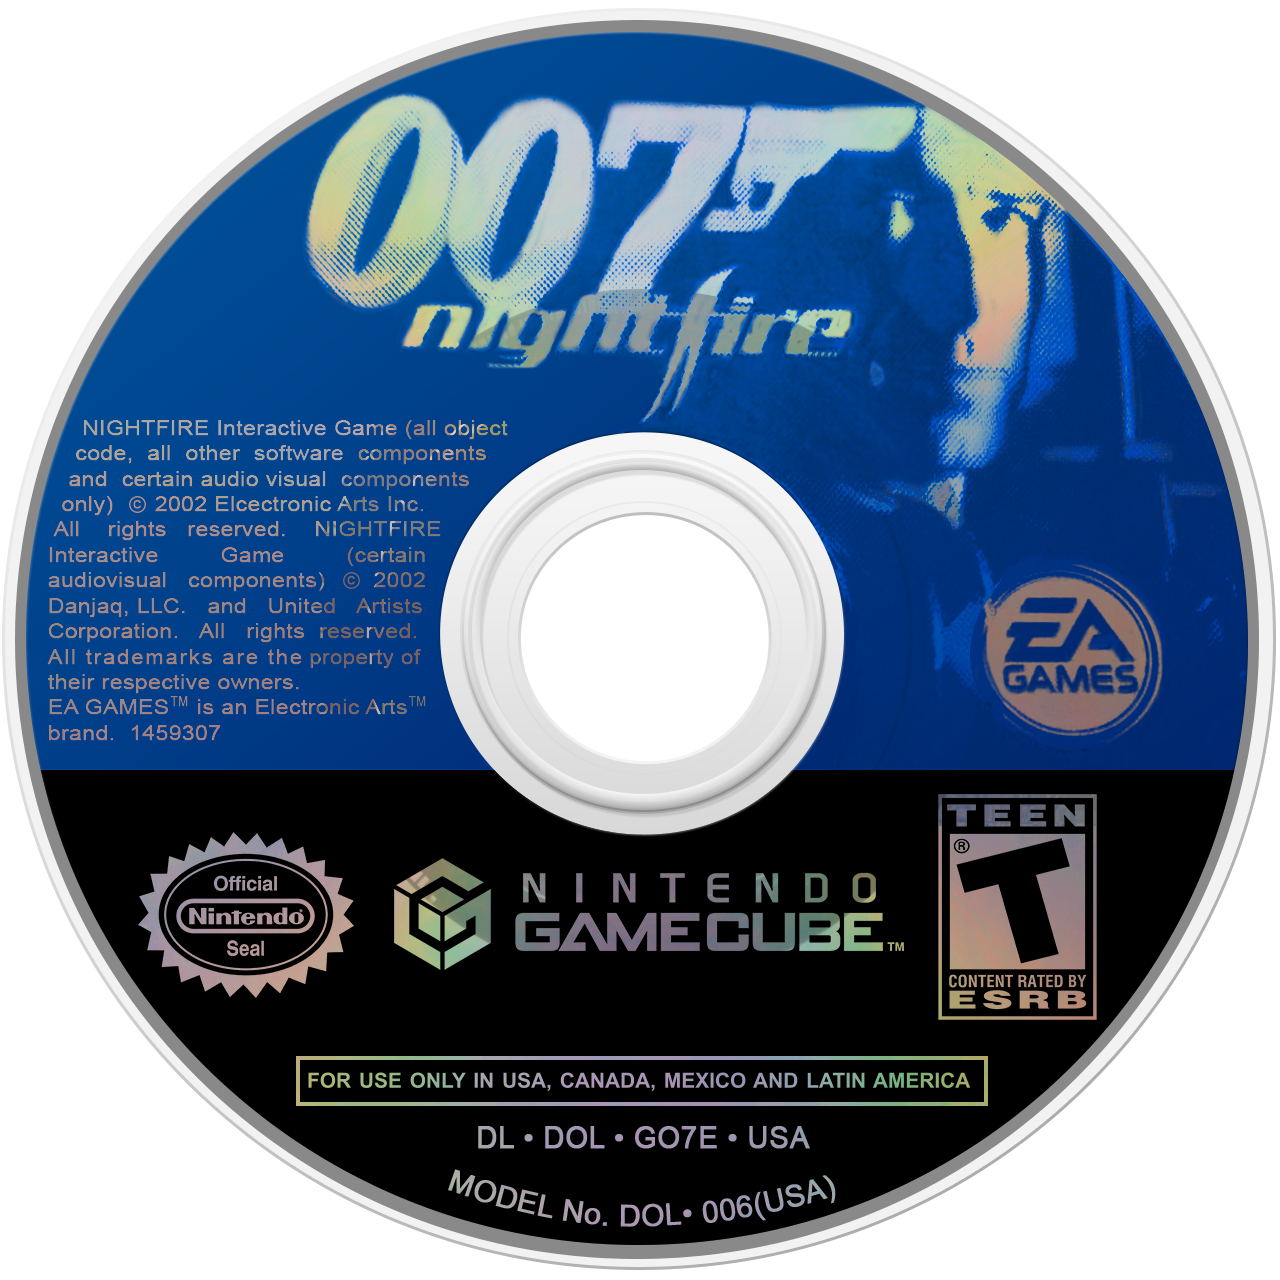 007
nightfire
NIGHTFIRE Interactive Game (all object
code, all other software components
and certain audio visual components
only) © 2002 Elcectronic Arts Inc.
All rights reserved. NIGHTFIRE
Interactive Game (certain
audiovisual components) © 2002
Danjaq, LLC. and United Artists
Corporation. All rights reserved.
All trademarks are the property of
their respective owners.
EA GAMES™ is an Electronic Arts™
brand. 1459307
EA
GAMES
Official
Nintendo®
Seal
NINTENDO
GAMECUBE™
TEEN
®
T
CONTENT RATED BY
ESRB
FOR USE ONLY IN USA, CANADA, MEXICO AND LATIN AMERICA
DL • DOL • GO7E • USA
MODEL No. DOL• 006(USA)